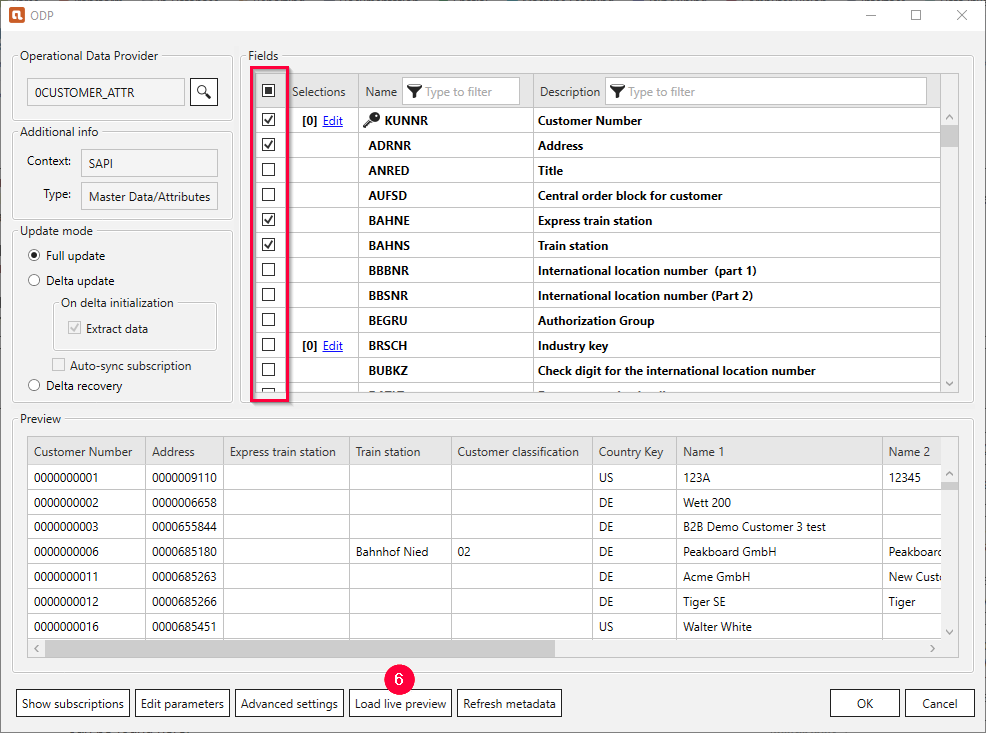 ODP
Operational Data Provider
0CUSTOMER_ATTR
Additional info
Context: SAPI
Type: Master Data/Attributes
Update mode
Full update
Delta update
On delta initialization
Extract data
Auto-sync subscription
Delta recovery
Fields
Selections Name Type to filter Description Type to filter
[0] Edit KUNNR Customer Number
ADRNR Address
ANRED Title
AUFSD Central order block for customer
BAHNE Express train station
BAHNS Train station
BBBNR International location number (part 1)
BBSNR International location number (Part 2)
BEGRU Authorization Group
[0] Edit BRSCH Industry key
BUBKZ Check digit for the international location number
Preview
Customer Number Address Express train station Train station Customer classification Country Key Name 1 Name 2
0000000001 0000009110 US 123A 12345
0000000002 0000006658 DE Wett 200
0000000003 0000655844 DE B2B Demo Customer 3 test
0000000006 0000685180 Bahnhof Nied 02 DE Peakboard GmbH Peakboard
0000000011 0000685263 DE Acme GmbH New Custo
0000000012 0000685266 DE Tiger SE Tiger
0000000016 0000685451 US Walter White
6
Show subscriptions Edit parameters Advanced settings Load live preview Refresh metadata OK Cancel